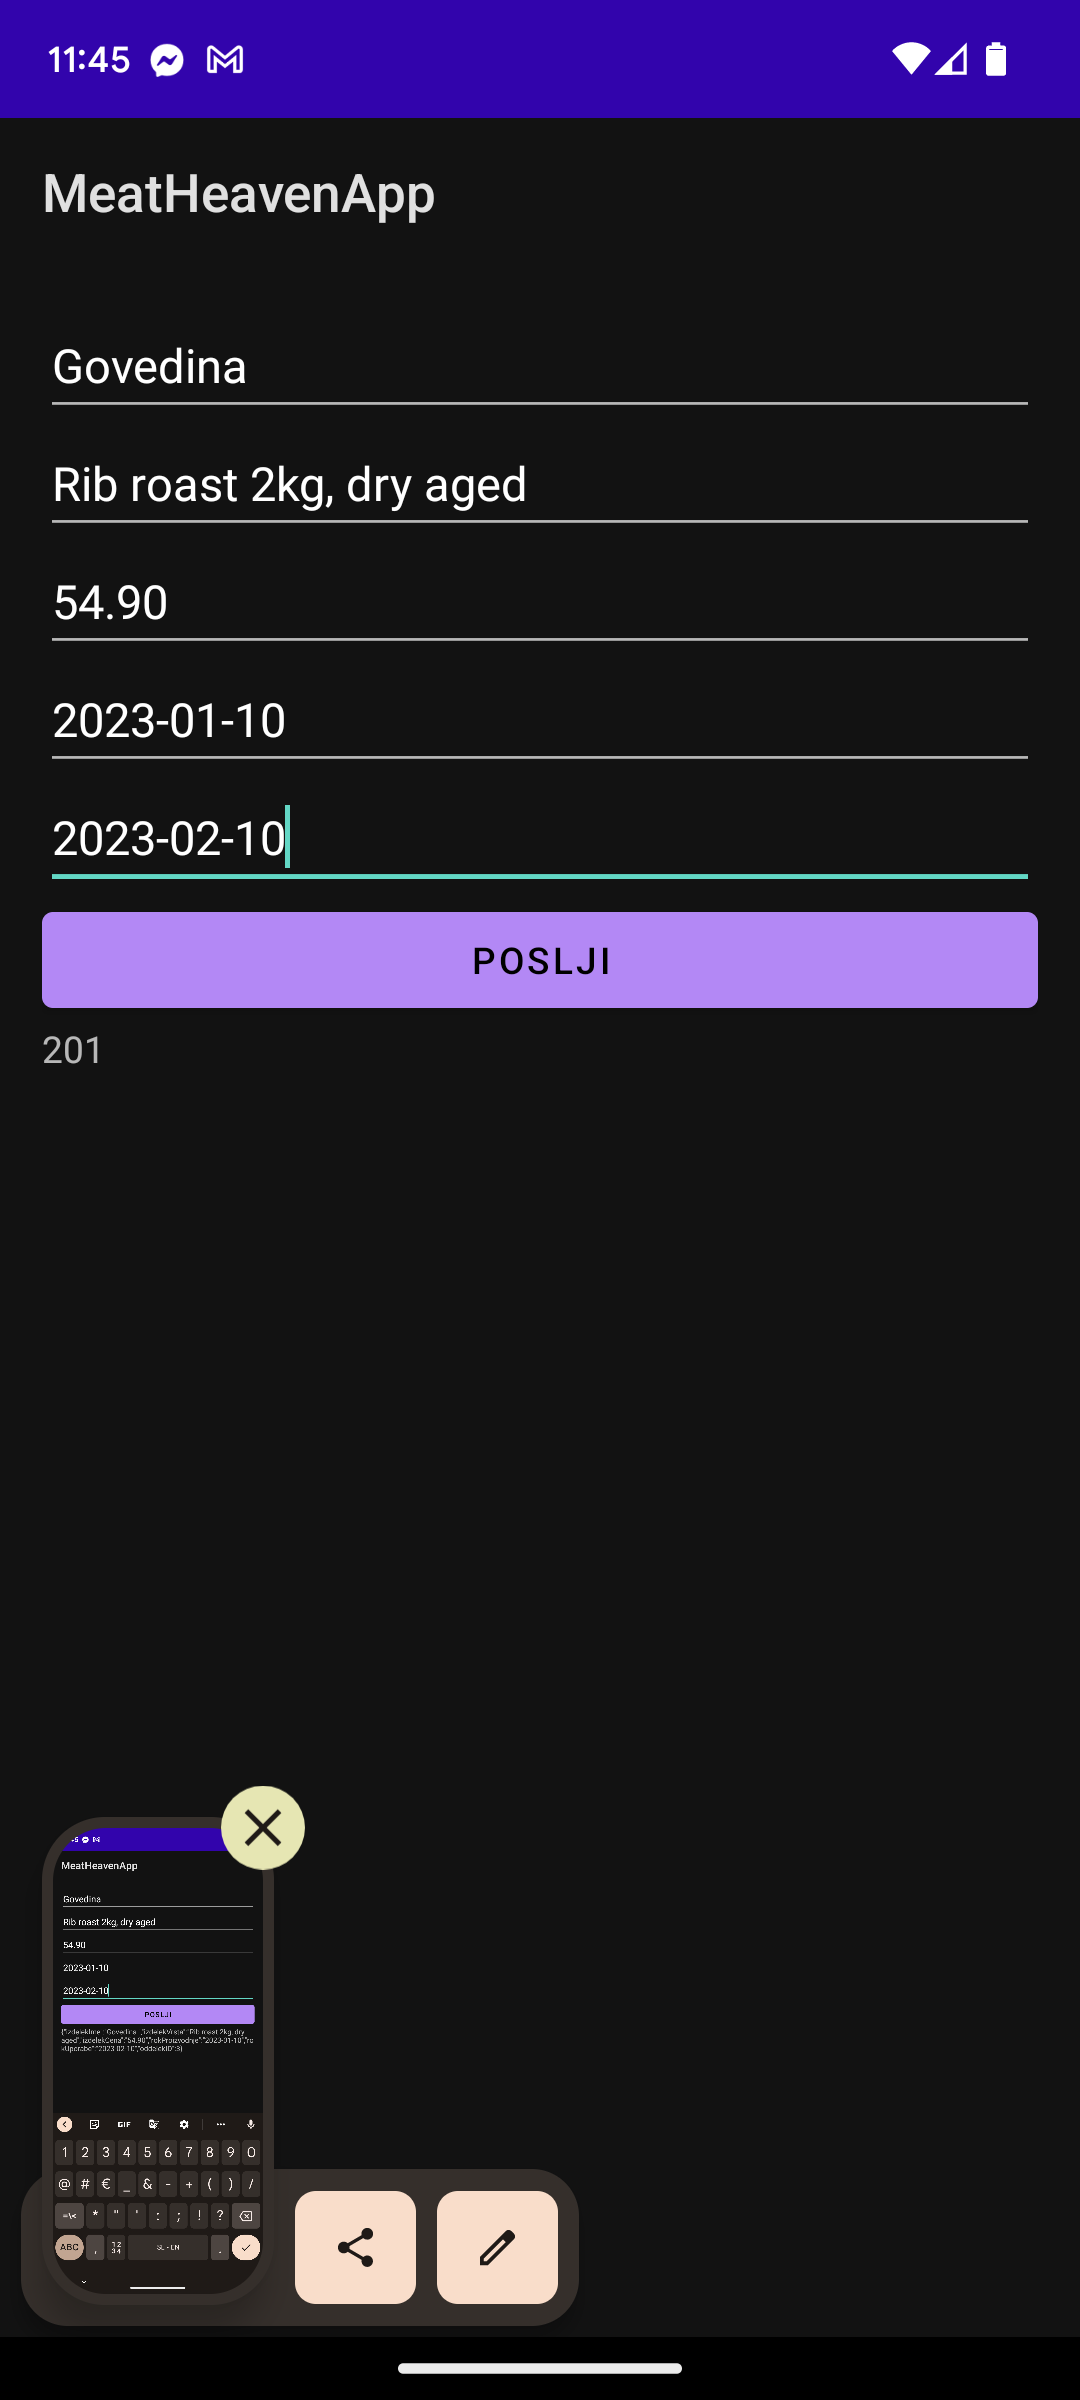 11:45
MeatHeavenApp
Govedina
Rib roast 2kg, dry aged
54.90
2023-01-10
2023-02-10
POSLJI
201
MeatHeavenApp
Govedina
Rib roast 2kg, dry aged
54.90
2023-01-10
2023-02-10
POSLJI
GIF
1 2 3 4 5 6 7 8 9 0
@ # € _ & - + ( ) /
=\< * " ' : ; ! ?
ABC , 12 34 SL • EN .